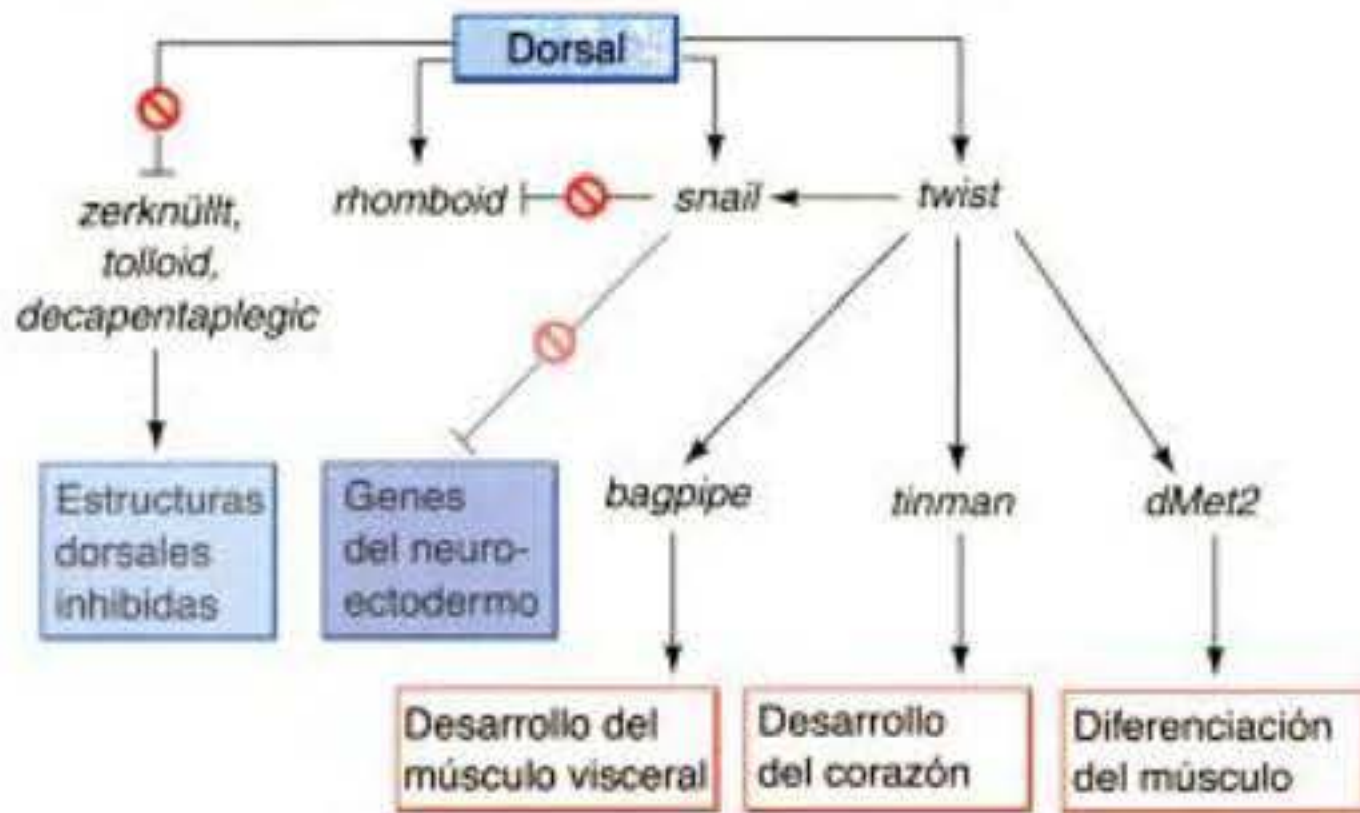 Dorsal
zerknüllt,
tolloid,
decapentaplegic
rhomboid
snail
twist
Estructuras
dorsales
inhibidas
Genes
del neuro-
ectodermo
bagpipe
tinman
dMet2
Desarrollo del
músculo visceral
Desarrollo
del corazón
Diferenciación
del músculo